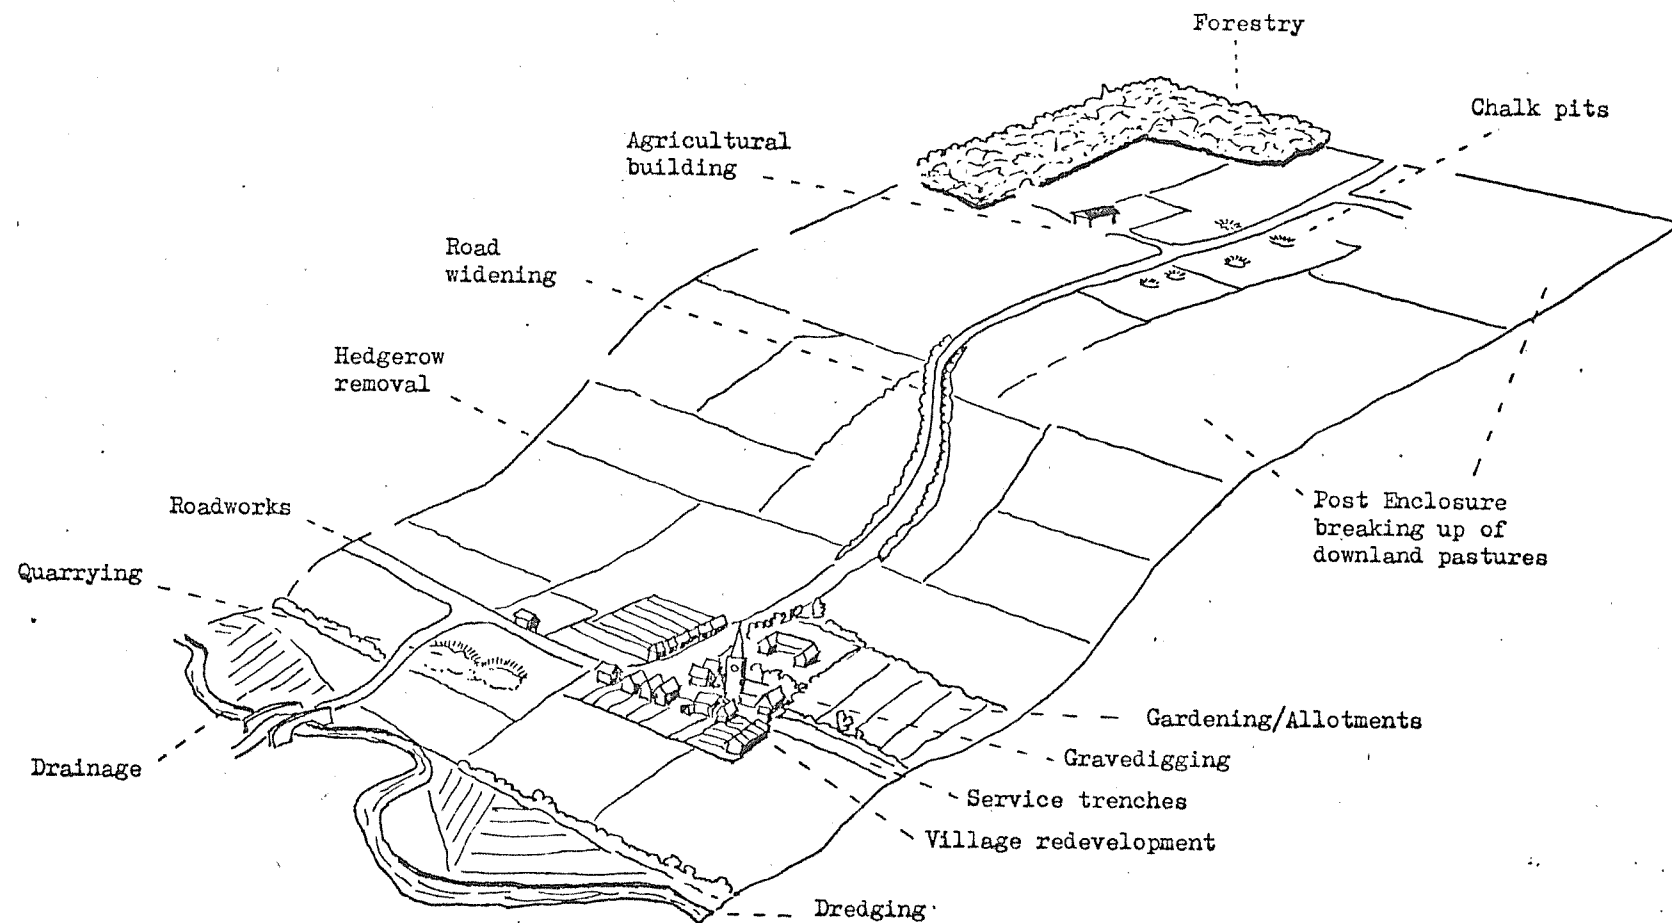 Forestry
Chalk pits
Agricultural
building
Road
widening
Hedgerow
removal
Roadworks
Post Enclosure
breaking up of
downland pastures
Quarrying
Drainage
Gardening/Allotments
Gravedigging
Service trenches
Village redevelopment
Dredging